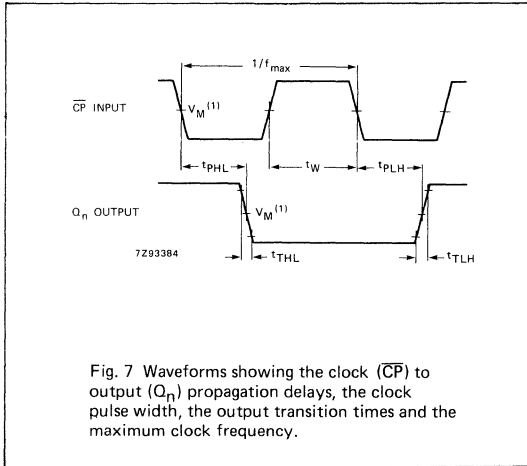 1/fmax
CP INPUT
VM(1)
tPHL
tW
tPLH
Qn OUTPUT
VM(1)
7Z93384
tTHL
tTLH
Fig. 7 Waveforms showing the clock (CP) to
output (Qn) propagation delays, the clock
pulse width, the output transition times and the
maximum clock frequency.